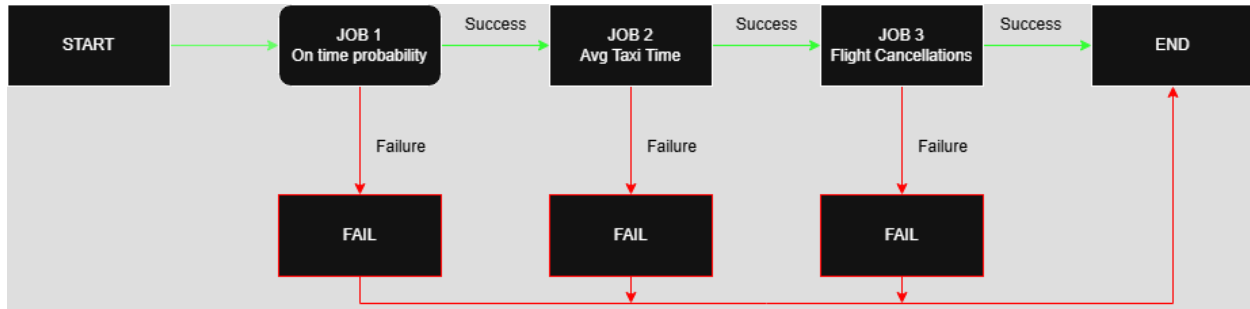 START
JOB 1
On time probability
Success
JOB 2
Avg Taxi Time
Success
JOB 3
Flight Cancellations
Success
END
Failure
Failure
Failure
FAIL
FAIL
FAIL